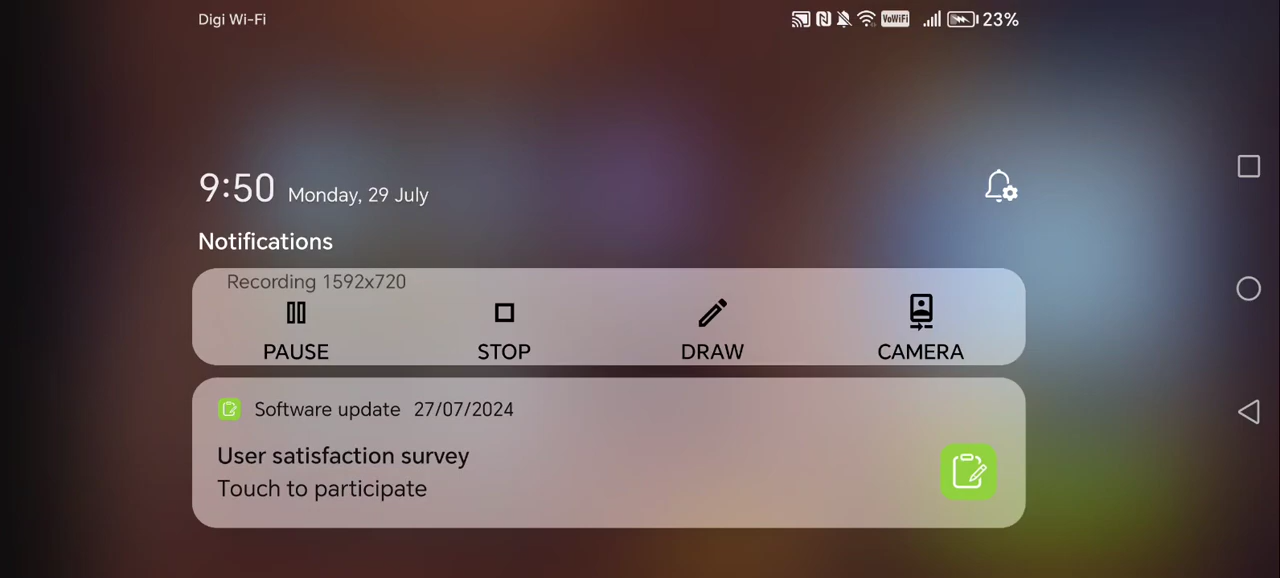 Digi Wi-Fi
VoWiFi 23%
9:50 Monday, 29 July
Notifications
Recording 1592x720
PAUSE STOP DRAW CAMERA
Software update 27/07/2024
User satisfaction survey
Touch to participate